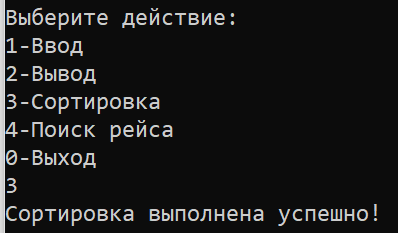 Выберите действие:
1-Ввод
2-Вывод
3-Сортировка
4-Поиск рейса
0-Выход
3
Сортировка выполнена успешно!